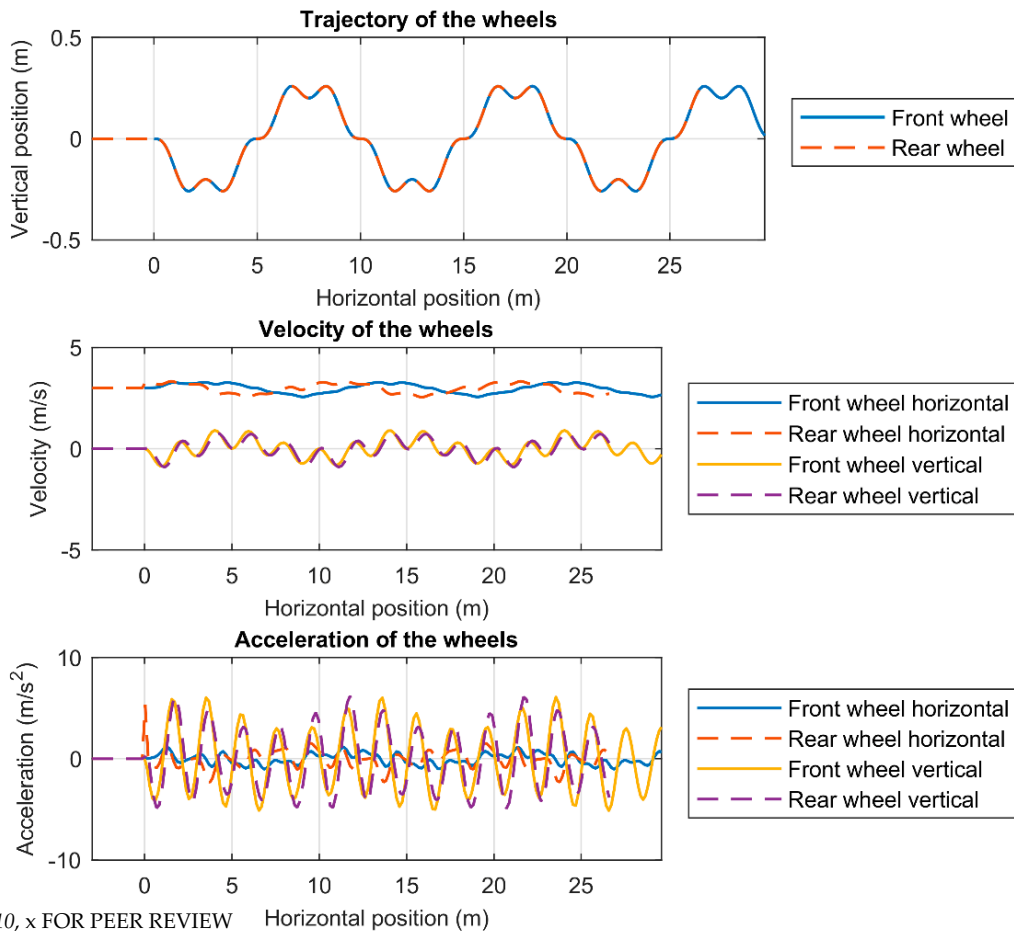 Trajectory of the wheels
0.5
0
-0.5
Vertical position (m)
0 5 10 15 20 25
Horizontal position (m)
Front wheel
Rear wheel
Velocity of the wheels
5
0
-5
Velocity (m/s)
0 5 10 15 20 25
Horizontal position (m)
Front wheel horizontal
Rear wheel horizontal
Front wheel vertical
Rear wheel vertical
Acceleration of the wheels
10
0
-10
Acceleration (m/s²)
0 5 10 15 20 25
Horizontal position (m)
Front wheel horizontal
Rear wheel horizontal
Front wheel vertical
Rear wheel vertical
10, x FOR PEER REVIEW